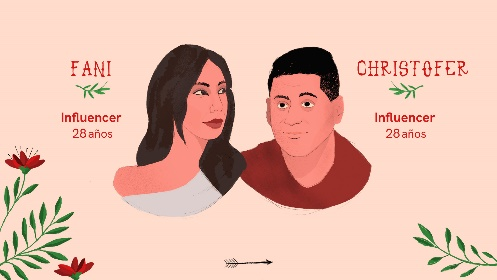 FANI
Influencer
28 años
CHRISTOFER
Influencer
28 años